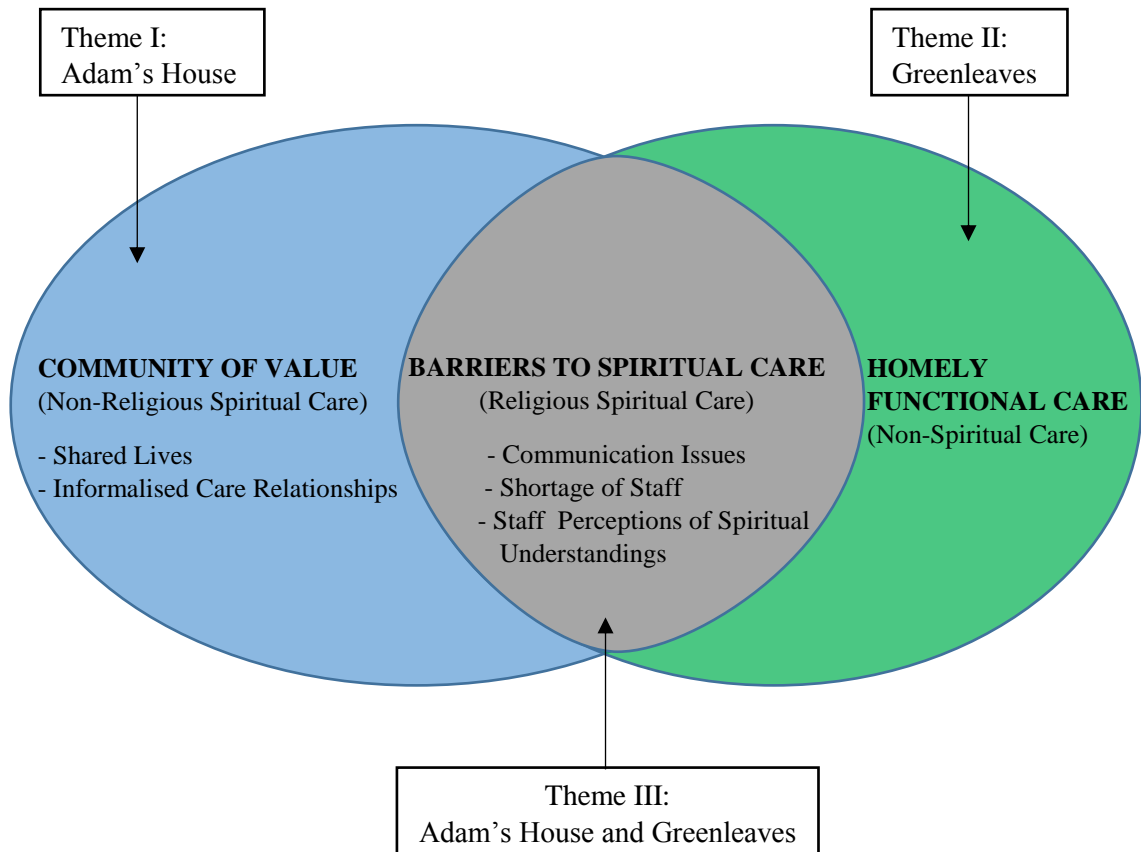 Theme I:
Adam’s House
Theme II:
Greenleaves
COMMUNITY OF VALUE
(Non-Religious Spiritual Care)
- Shared Lives
- Informalised Care Relationships
BARRIERS TO SPIRITUAL CARE
(Religious Spiritual Care)
- Communication Issues
- Shortage of Staff
- Staff Perceptions of Spiritual
Understandings
HOMELY
FUNCTIONAL CARE
(Non-Spiritual Care)
Theme III:
Adam’s House and Greenleaves